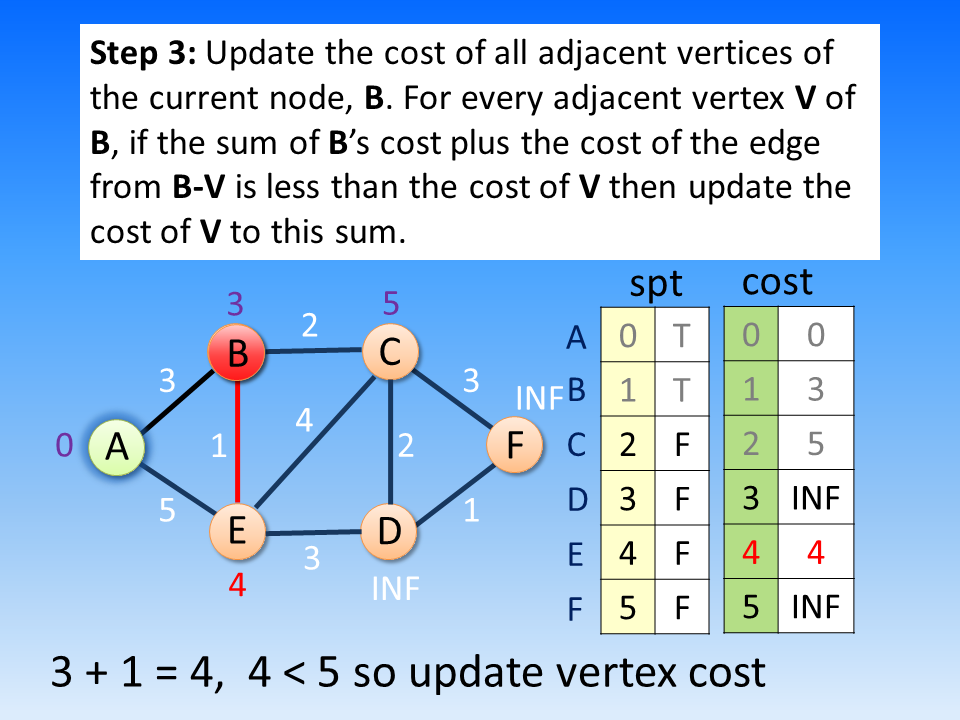 Step 3: Update the cost of all adjacent vertices of
the current node, B. For every adjacent vertex V of
B, if the sum of B’s cost plus the cost of the edge
from B-V is less than the cost of V then update the
cost of V to this sum.
spt cost
3 2 5
B C
3 3 INF
4
0 A 1 2 F
5 1
E D
3
4 INF
A 0 T 0 0
B 1 T 1 3
C 2 F 2 5
D 3 F 3 INF
E 4 F 4 4
F 5 F 5 INF
3 + 1 = 4, 4 < 5 so update vertex cost